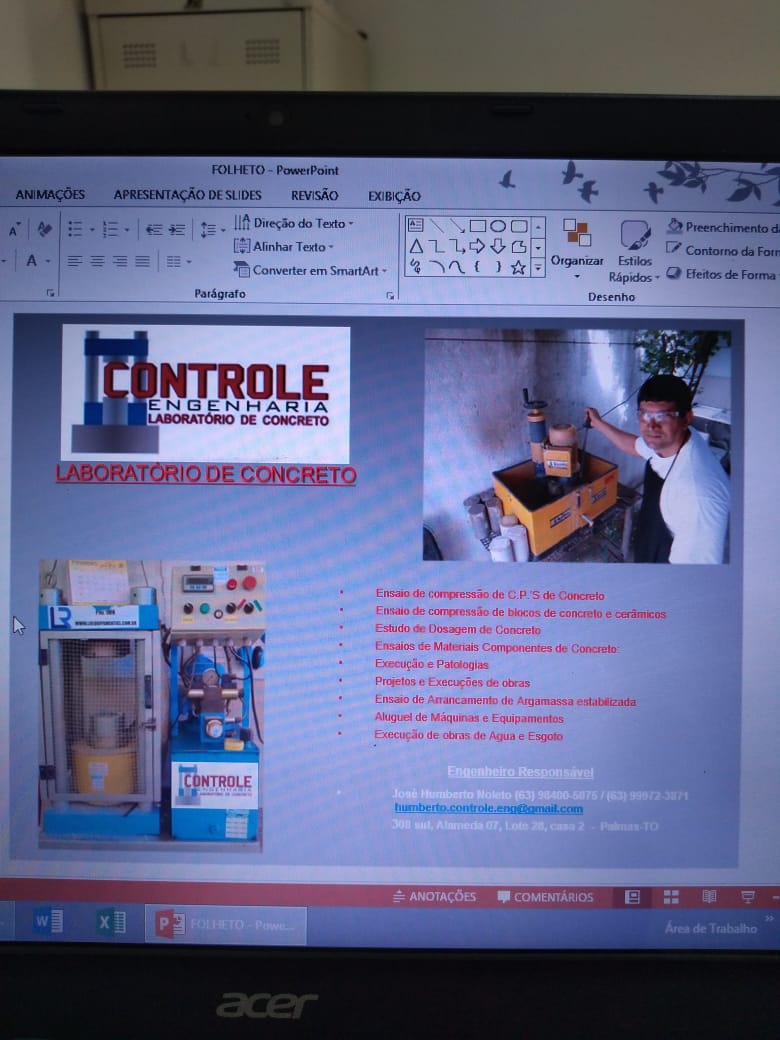 FOLHETO - PowerPoint
ANIMAÇÕES APRESENTAÇÃO DE SLIDES REVISÃO EXIBIÇÃO
Direção do Texto
Alinhar Texto
Converter em SmartArt
Parágrafo
Organizar
Estilos
Rápidos
Preenchimento da
Contorno da Form
Efeitos de Forma
Desenho
CONTROLE
ENGENHARIA
LABORATÓRIO DE CONCRETO
LABORATÓRIO DE CONCRETO
LR
CONTROLE
ENGENHARIA
LABORATÓRIO DE CONCRETO
Ensaio de compressão de C.P.'S de Concreto
Ensaio de compressão de blocos de concreto e cerâmicos
Estudo de Dosagem de Concreto
Ensaios de Materiais Componentes de Concreto:
Execução e Patologias
Projetos e Execuções de obras
Ensaio de Arrancamento de Argamassa estabilizada
Aluguel de Máquinas e Equipamentos
Execução de obras de Agua e Esgoto
Engenheiro Responsável
José Humberto Noleto (63) 98400-5075 / (63) 99972-3871
humberto.controle.eng@gmail.com
308 sul, Alameda 07, Lote 28, casa 2 - Palmas-TO
ANOTAÇÕES COMENTÁRIOS
FOLHETO - Powe...
Área de Trabalho
acer